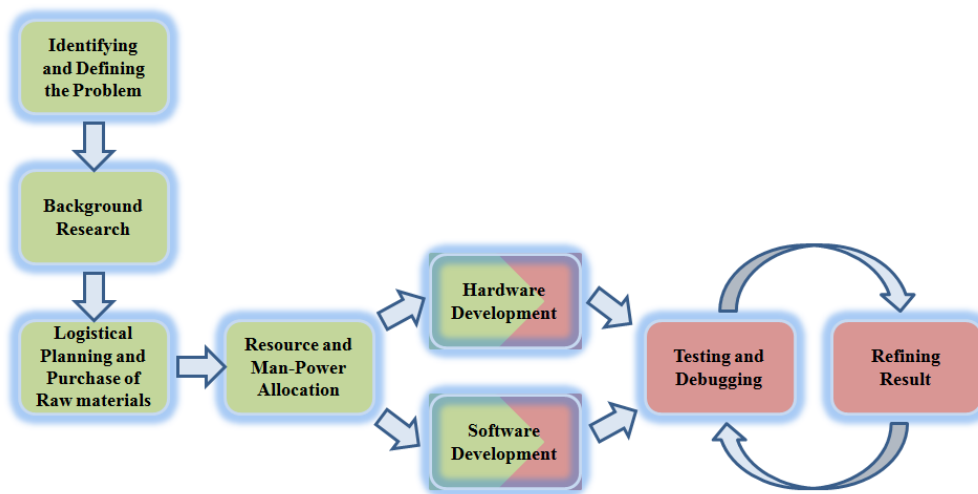 Identifying
and Defining
the Problem
Background
Research
Logistical
Planning and
Purchase of
Raw materials
Resource and
Man-Power
Allocation
Hardware
Development
Software
Development
Testing and
Debugging
Refining
Result